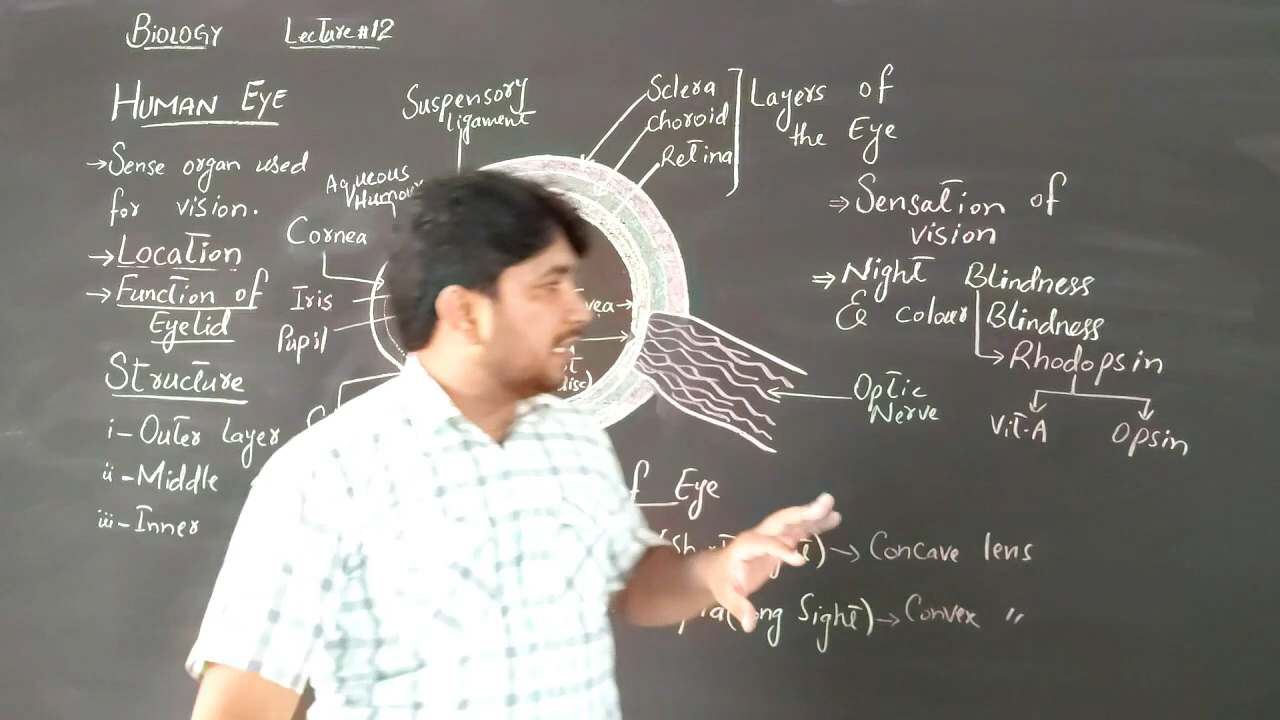 Biology Lecture #12
Human Eye
→ Sense organ used
for vision.
→ Location
→ Function of
Eyelid
Structure
i - Outer Layer
ii - Middle
iii - Inner
Suspensory
Ligament
Aqueous
Humour
Cornea
Iris
Pupil
Sclera
Choroid
Retina
Layers of
the Eye
Optic
Nerve
⇒ Sensation of
vision
⇒ Night Blindness
& colour Blindness
Rhodopsin
Vit-A Opsin
Eye
→ Concave lens
Sight) → Convex "